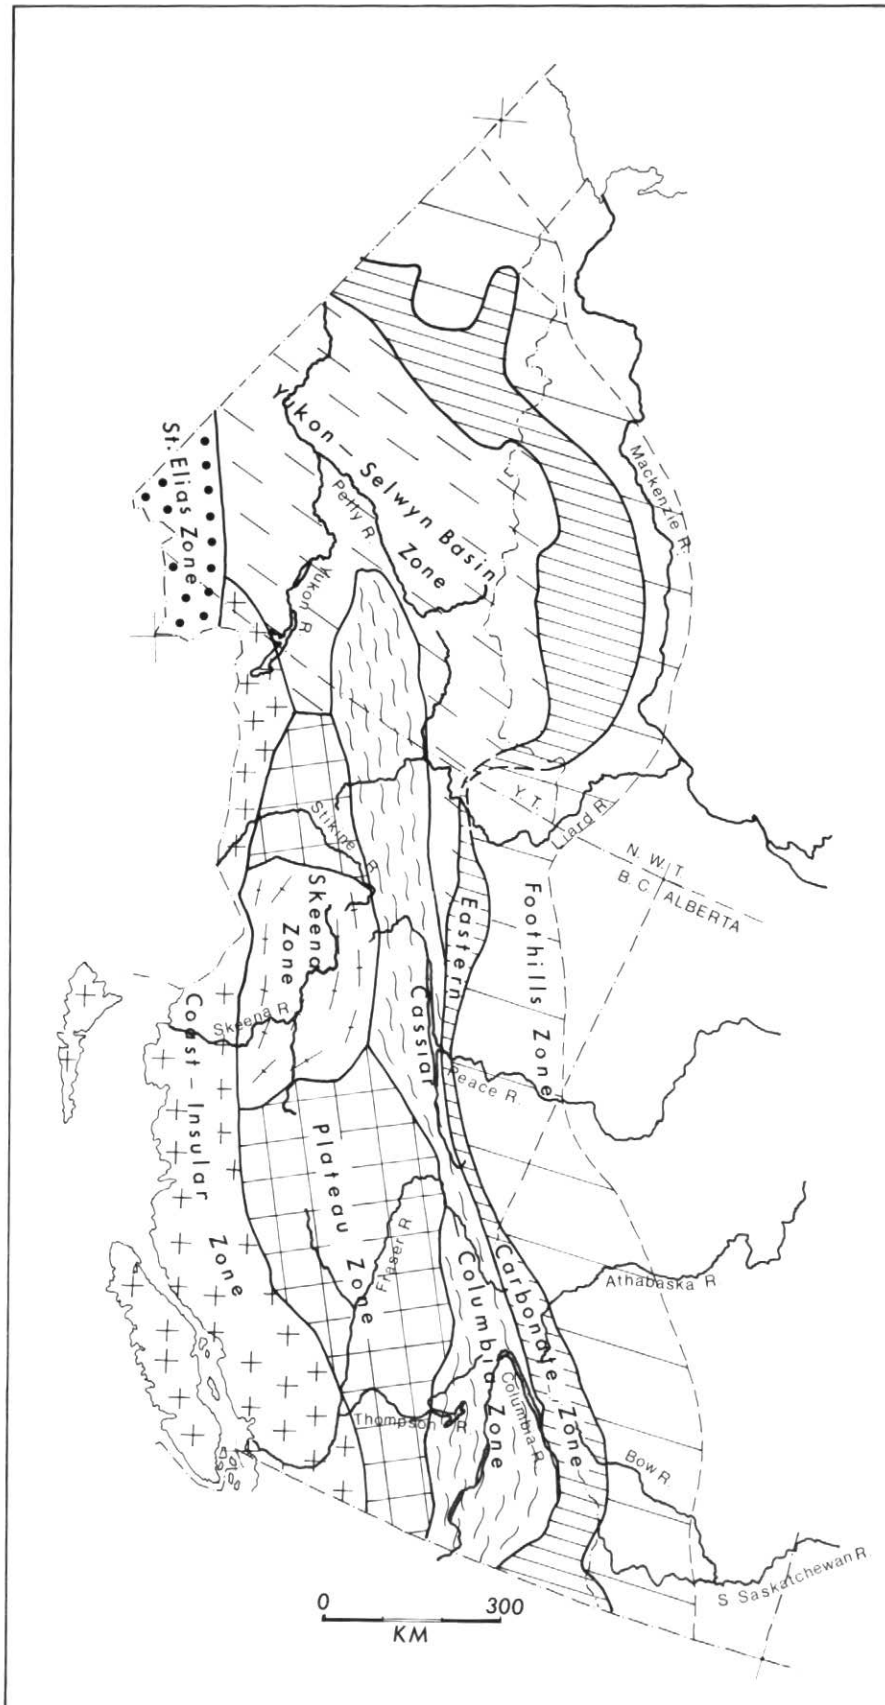 Yukon – Selwyn Basin
Zone
St. Elias Zone
Pelly R.
Yukon R.
Mackenzie R.
Y. T.
Liard R.
N. W. T.
B. C.
ALBERTA
Stikine R
Skeena
Zone
Skeena R
Eastern
Foothills Zone
Cassiar
Peace R.
Coast – Insular
Zone
Plateau
Zone
Fraser R
Columbia
Zone
Carbonate
Zone
Athabaska R
Columbia R.
Thompson R
Bow R
S Saskatchewan R.
0 300
KM